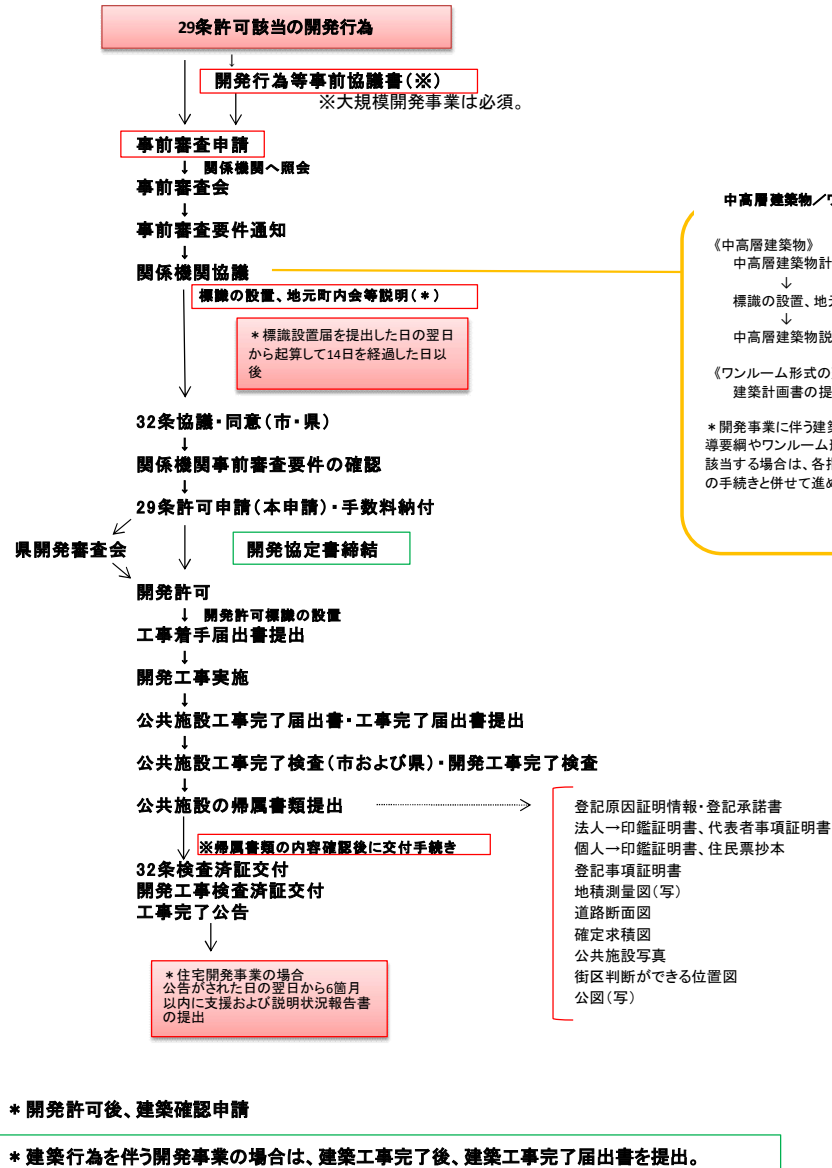 29条許可該当の開発行為
↓
開発行為等事前協議書(※)
※大規模開発事業は必須。
事前審査申請
↓ 関係機関へ照会
事前審査会
↓
事前審査要件通知
↓
関係機関協議
標識の設置、地元町内会等説明(*)
*標識設置届を提出した日の翌日
から起算して14日を経過した日以
後
32条協議・同意(市・県)
↓
関係機関事前審査要件の確認
↓
29条許可申請(本申請)・手数料納付
県開発審査会
開発協定書締結
開発許可
↓ 開発許可標識の設置
工事着手届出書提出
↓
開発工事実施
↓
公共施設工事完了届出書・工事完了届出書提出
↓
公共施設工事完了検査(市および県)・開発工事完了検査
↓
公共施設の帰属書類提出
※帰属書類の内容確認後に交付手続き
32条検査済証交付
開発工事検査済証交付
工事完了公告
*住宅開発事業の場合
公告がされた日の翌日から6箇月
以内に支援および説明状況報告書
の提出
中高層建築物/
《中高層建築物》
中高層建築物計
↓
標識の設置、地
↓
中高層建築物説
《ワンルーム形式の
建築計画書の提
*開発事業に伴う建
導要綱やワンルーム
該当する場合は、各
の手続きと併せて進
登記原因証明情報・登記承諾書
法人→印鑑証明書、代表者事項証明書
個人→印鑑証明書、住民票抄本
登記事項証明書
地積測量図(写)
道路断面図
確定求積図
公共施設写真
街区判断ができる位置図
公図(写)
*開発許可後、建築確認申請
*建築行為を伴う開発事業の場合は、建築工事完了後、建築工事完了届出書を提出。